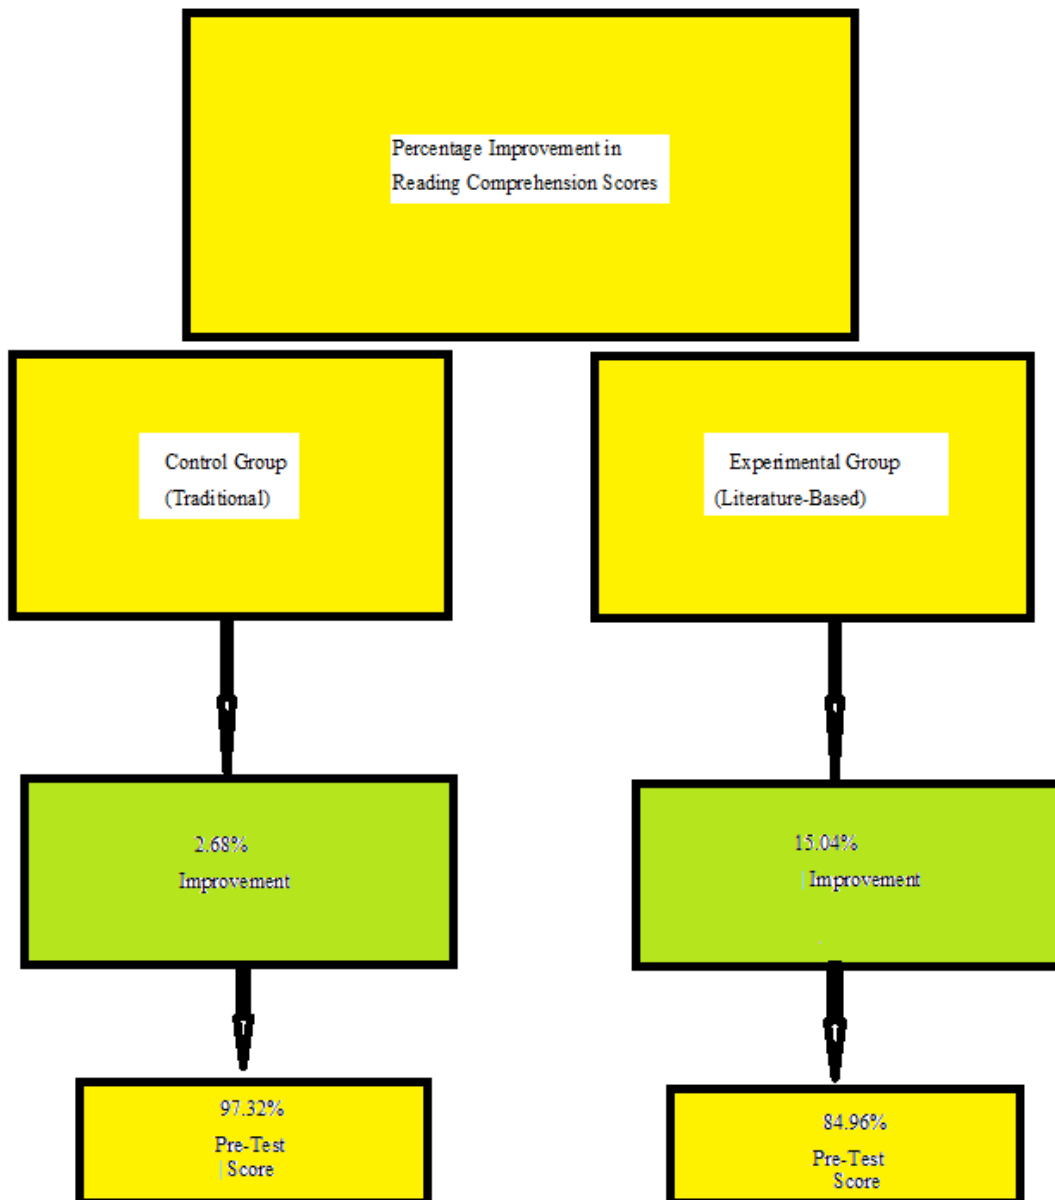 Percentage Improvement in
Reading Comprehension Scores
Control Group
(Traditional)
Experimental Group
(Literature-Based)
2.68%
Improvement
15.04%
Improvement
97.32%
Pre-Test
Score
84.96%
Pre-Test
Score